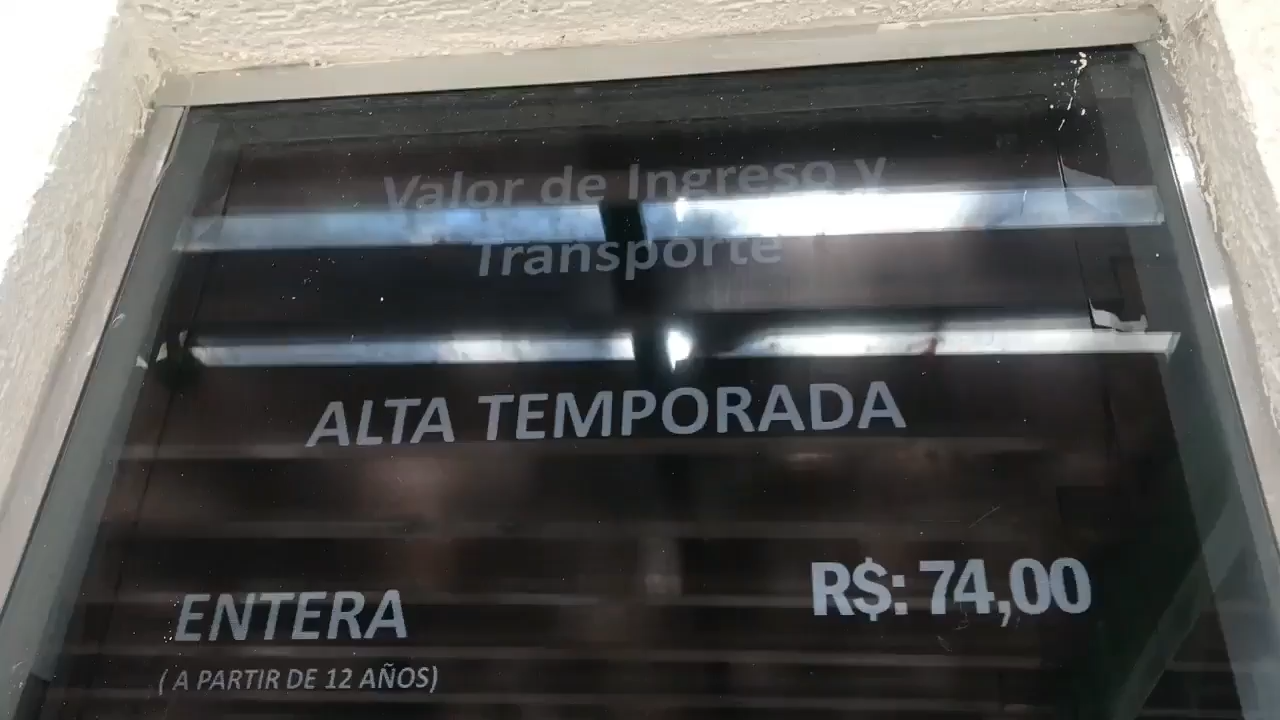 Valor de Ingreso y
Transporte
ALTA TEMPORADA
ENTERA
R$: 74,00
( A PARTIR DE 12 AÑOS)